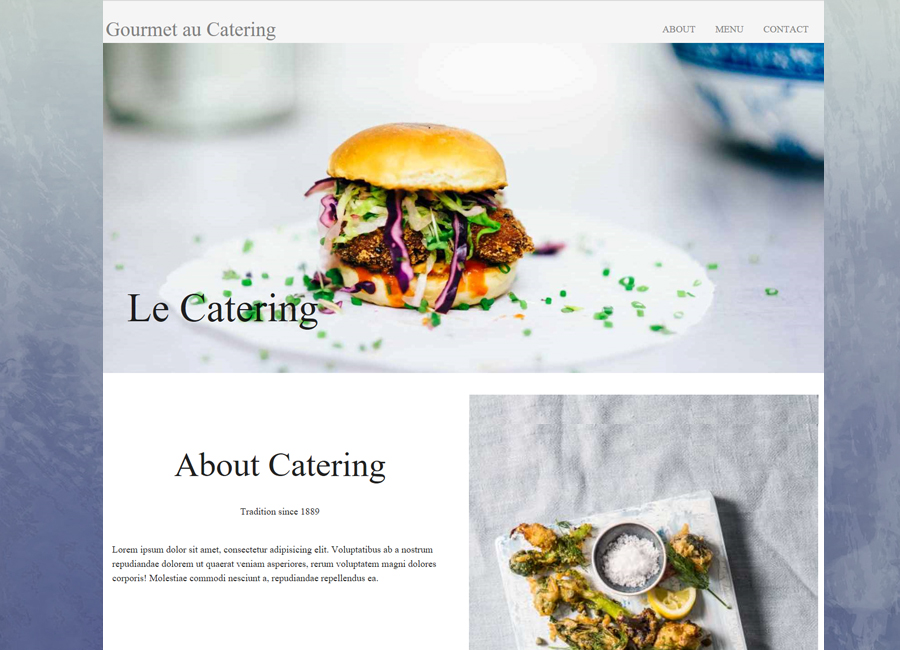 Gourmet au Catering
ABOUT MENU CONTACT
Le Catering
About Catering
Tradition since 1889
Lorem ipsum dolor sit amet, consectetur adipisicing elit. Voluptatibus ab a nostrum
repudiandae dolorem ut quaerat veniam asperiores, rerum voluptatem magni dolores
corporis! Molestiae commodi nesciunt a, repudiandae repellendus ea.